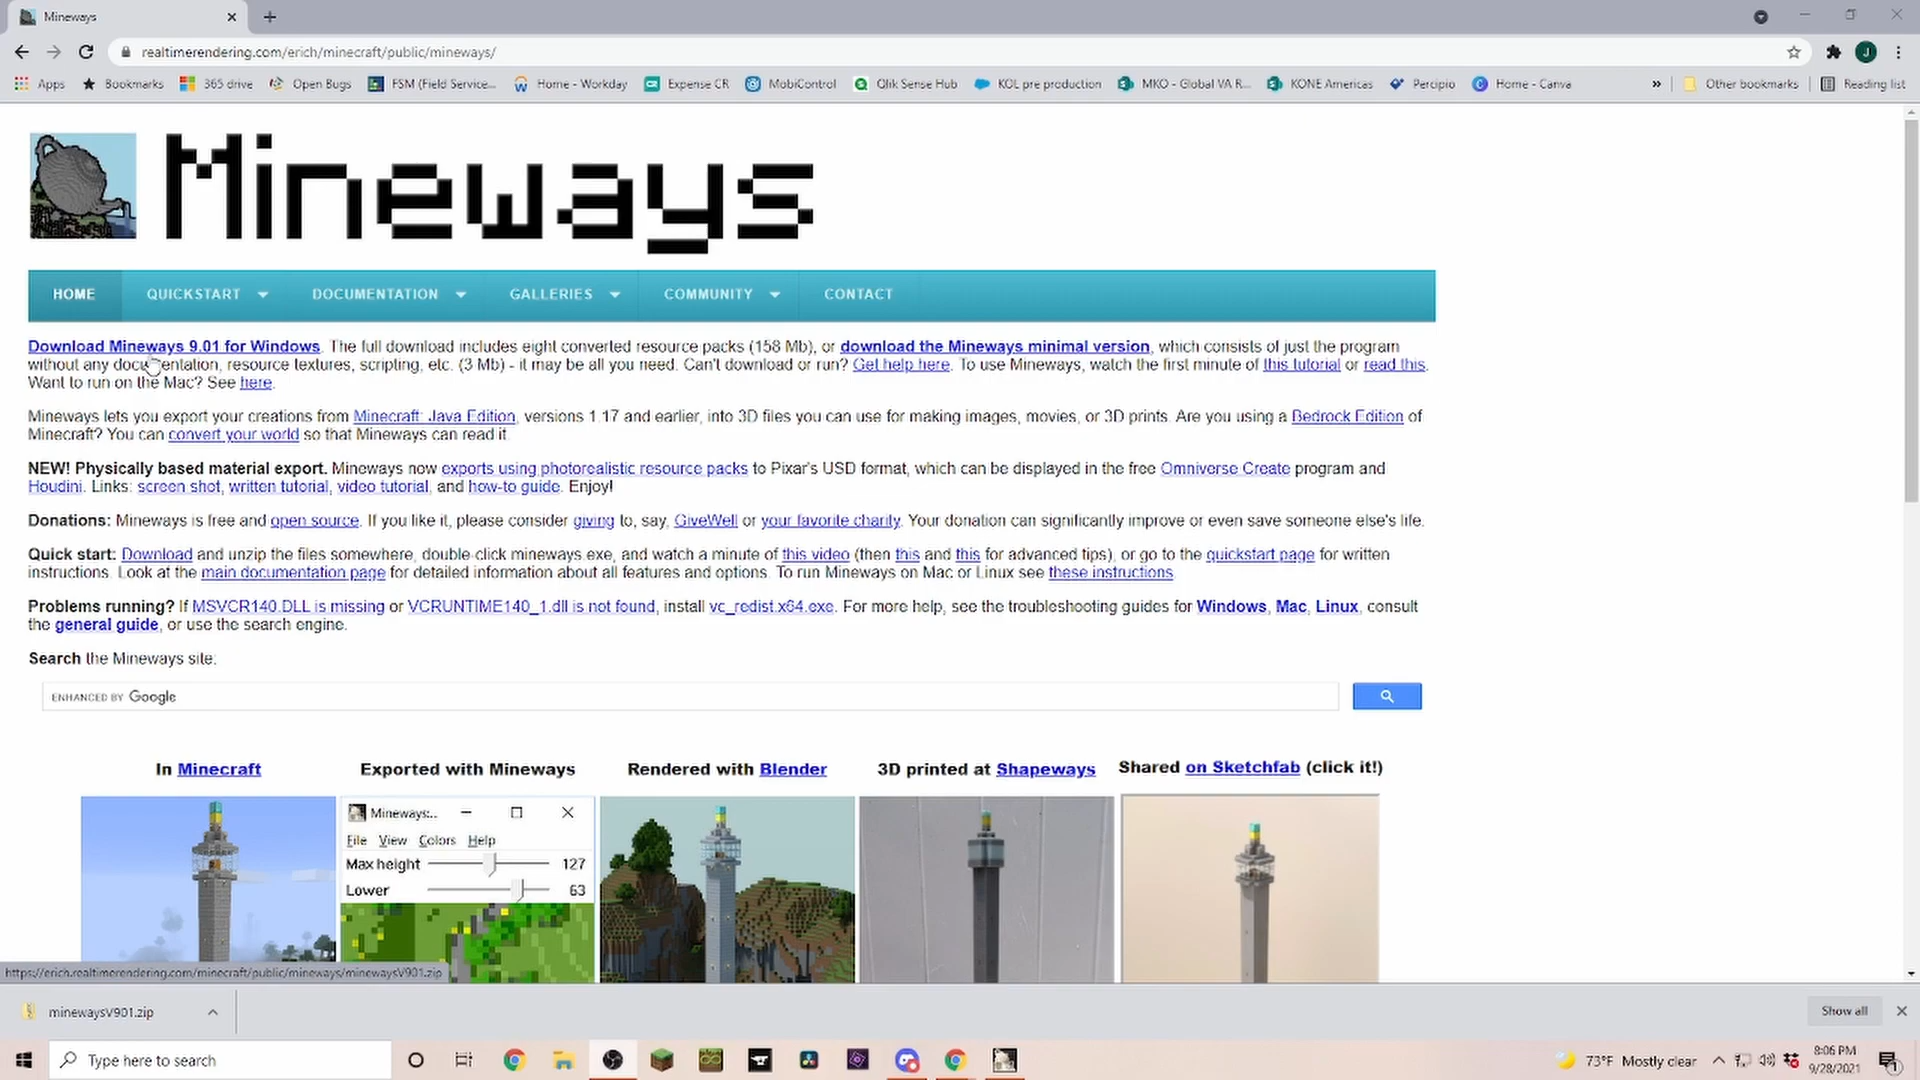 Mineways
realtimerendering.com/erich/minecraft/public/mineways/
J
Apps Bookmarks 365 drive Open Bugs FSM (Field Service... Home - Workday Expense CR MobiControl Qlik Sense Hub KOL pre production MKO - Global VA R... KONE Americas Percipio Home - Canva » Other bookmarks Reading list
Mineways
HOME QUICKSTART DOCUMENTATION GALLERIES COMMUNITY CONTACT
Download Mineways 9.01 for Windows. The full download includes eight converted resource packs (158 Mb), or download the Mineways minimal version, which consists of just the program
without any documentation, resource textures, scripting, etc. (3 Mb) - it may be all you need. Can't download or run? Get help here. To use Mineways, watch the first minute of this tutorial or read this.
Want to run on the Mac? See here.
Mineways lets you export your creations from Minecraft: Java Edition, versions 1.17 and earlier, into 3D files you can use for making images, movies, or 3D prints. Are you using a Bedrock Edition of
Minecraft? You can convert your world so that Mineways can read it.
NEW! Physically based material export. Mineways now exports using photorealistic resource packs to Pixar's USD format, which can be displayed in the free Omniverse Create program and
Houdini. Links: screen shot, written tutorial, video tutorial, and how-to guide. Enjoy!
Donations: Mineways is free and open source. If you like it, please consider giving to, say, GiveWell or your favorite charity. Your donation can significantly improve or even save someone else's life.
Quick start: Download and unzip the files somewhere, double-click mineways.exe, and watch a minute of this video (then this and this for advanced tips), or go to the quickstart page for written
instructions. Look at the main documentation page for detailed information about all features and options. To run Mineways on Mac or Linux see these instructions.
Problems running? If MSVCR140.DLL is missing or VCRUNTIME140_1.dll is not found, install vc_redist.x64.exe. For more help, see the troubleshooting guides for Windows, Mac, Linux, consult
the general guide, or use the search engine.
Search the Mineways site:
ENHANCED BY Google
In Minecraft Exported with Mineways Rendered with Blender 3D printed at Shapeways Shared on Sketchfab (click it!)
Mineways:...
File View Colors Help
Max height 127
Lower 63
https://erich.realtimerendering.com/minecraft/public/mineways/minewaysV901.zip
minewaysV901.zip Show all
Type here to search 73°F Mostly clear 8:06 PM
9/28/2021